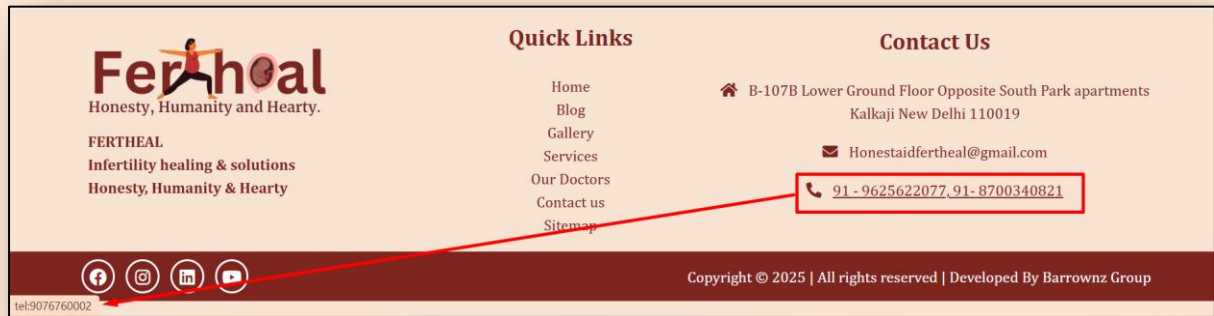 Fertheal
Honesty, Humanity and Hearty.
FERTHEAL
Infertility healing & solutions
Honesty, Humanity & Hearty
Quick Links
Home
Blog
Gallery
Services
Our Doctors
Contact us
Sitemap
Contact Us
B-107B Lower Ground Floor Opposite South Park apartments
Kalkaji New Delhi 110019
Honestaidfertheal@gmail.com
91 - 9625622077, 91- 8700340821
Copyright © 2025 | All rights reserved | Developed By Barrownz Group
tel:9076760002